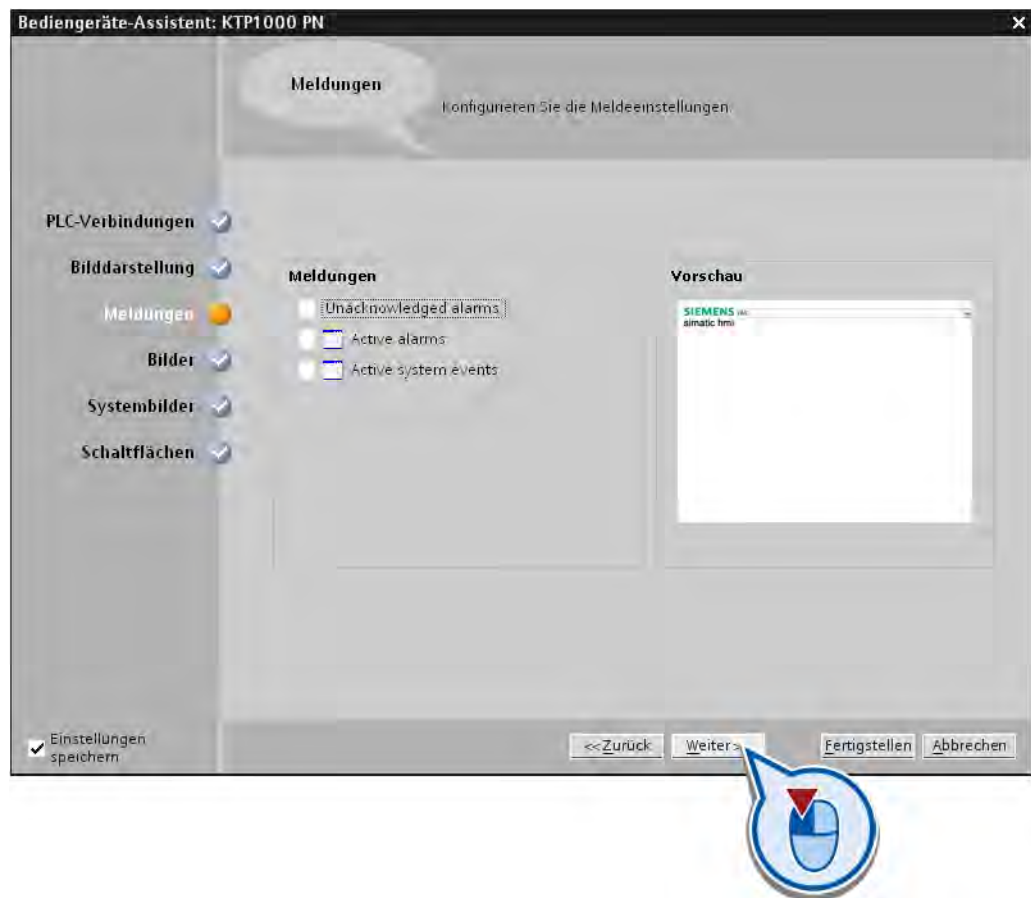 Bediengeräte-Assistent: KTP1000 PN
Meldungen
Konfigurieren Sie die Meldeeinstellungen.
PLC-Verbindungen
Bilddarstellung
Meldungen
Bilder
Systembilder
Schaltflächen
Meldungen
Unacknowledged alarms
Active alarms
Active system events
Vorschau
SIEMENS
simatic hmi
Einstellungen
speichern
<<Zurück
Weiter>
Fertigstellen
Abbrechen